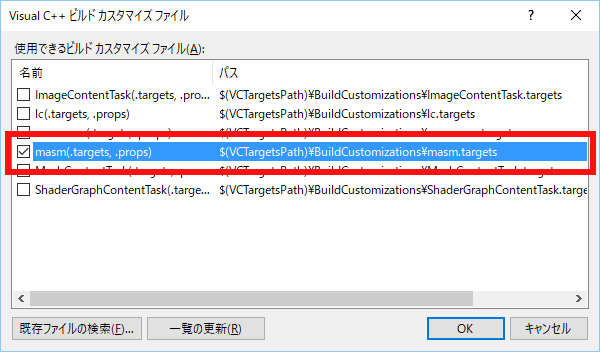 Visual C++ ビルド カスタマイズ ファイル
使用できるビルド カスタマイズ ファイル(A):
名前 パス
ImageContentTask(.targets, .pro... $(VCTargetsPath)¥BuildCustomizations¥ImageContentTask.targets
lc(.targets, .props) $(VCTargetsPath)¥BuildCustomizations¥lc.targets
masm(.targets, .props) $(VCTargetsPath)¥BuildCustomizations¥masm.targets
ShaderGraphContentTask(.targe... $(VCTargetsPath)¥BuildCustomizations¥ShaderGraphContentTask.targe
既存ファイルの検索(F)... 一覧の更新(R) OK キャンセル